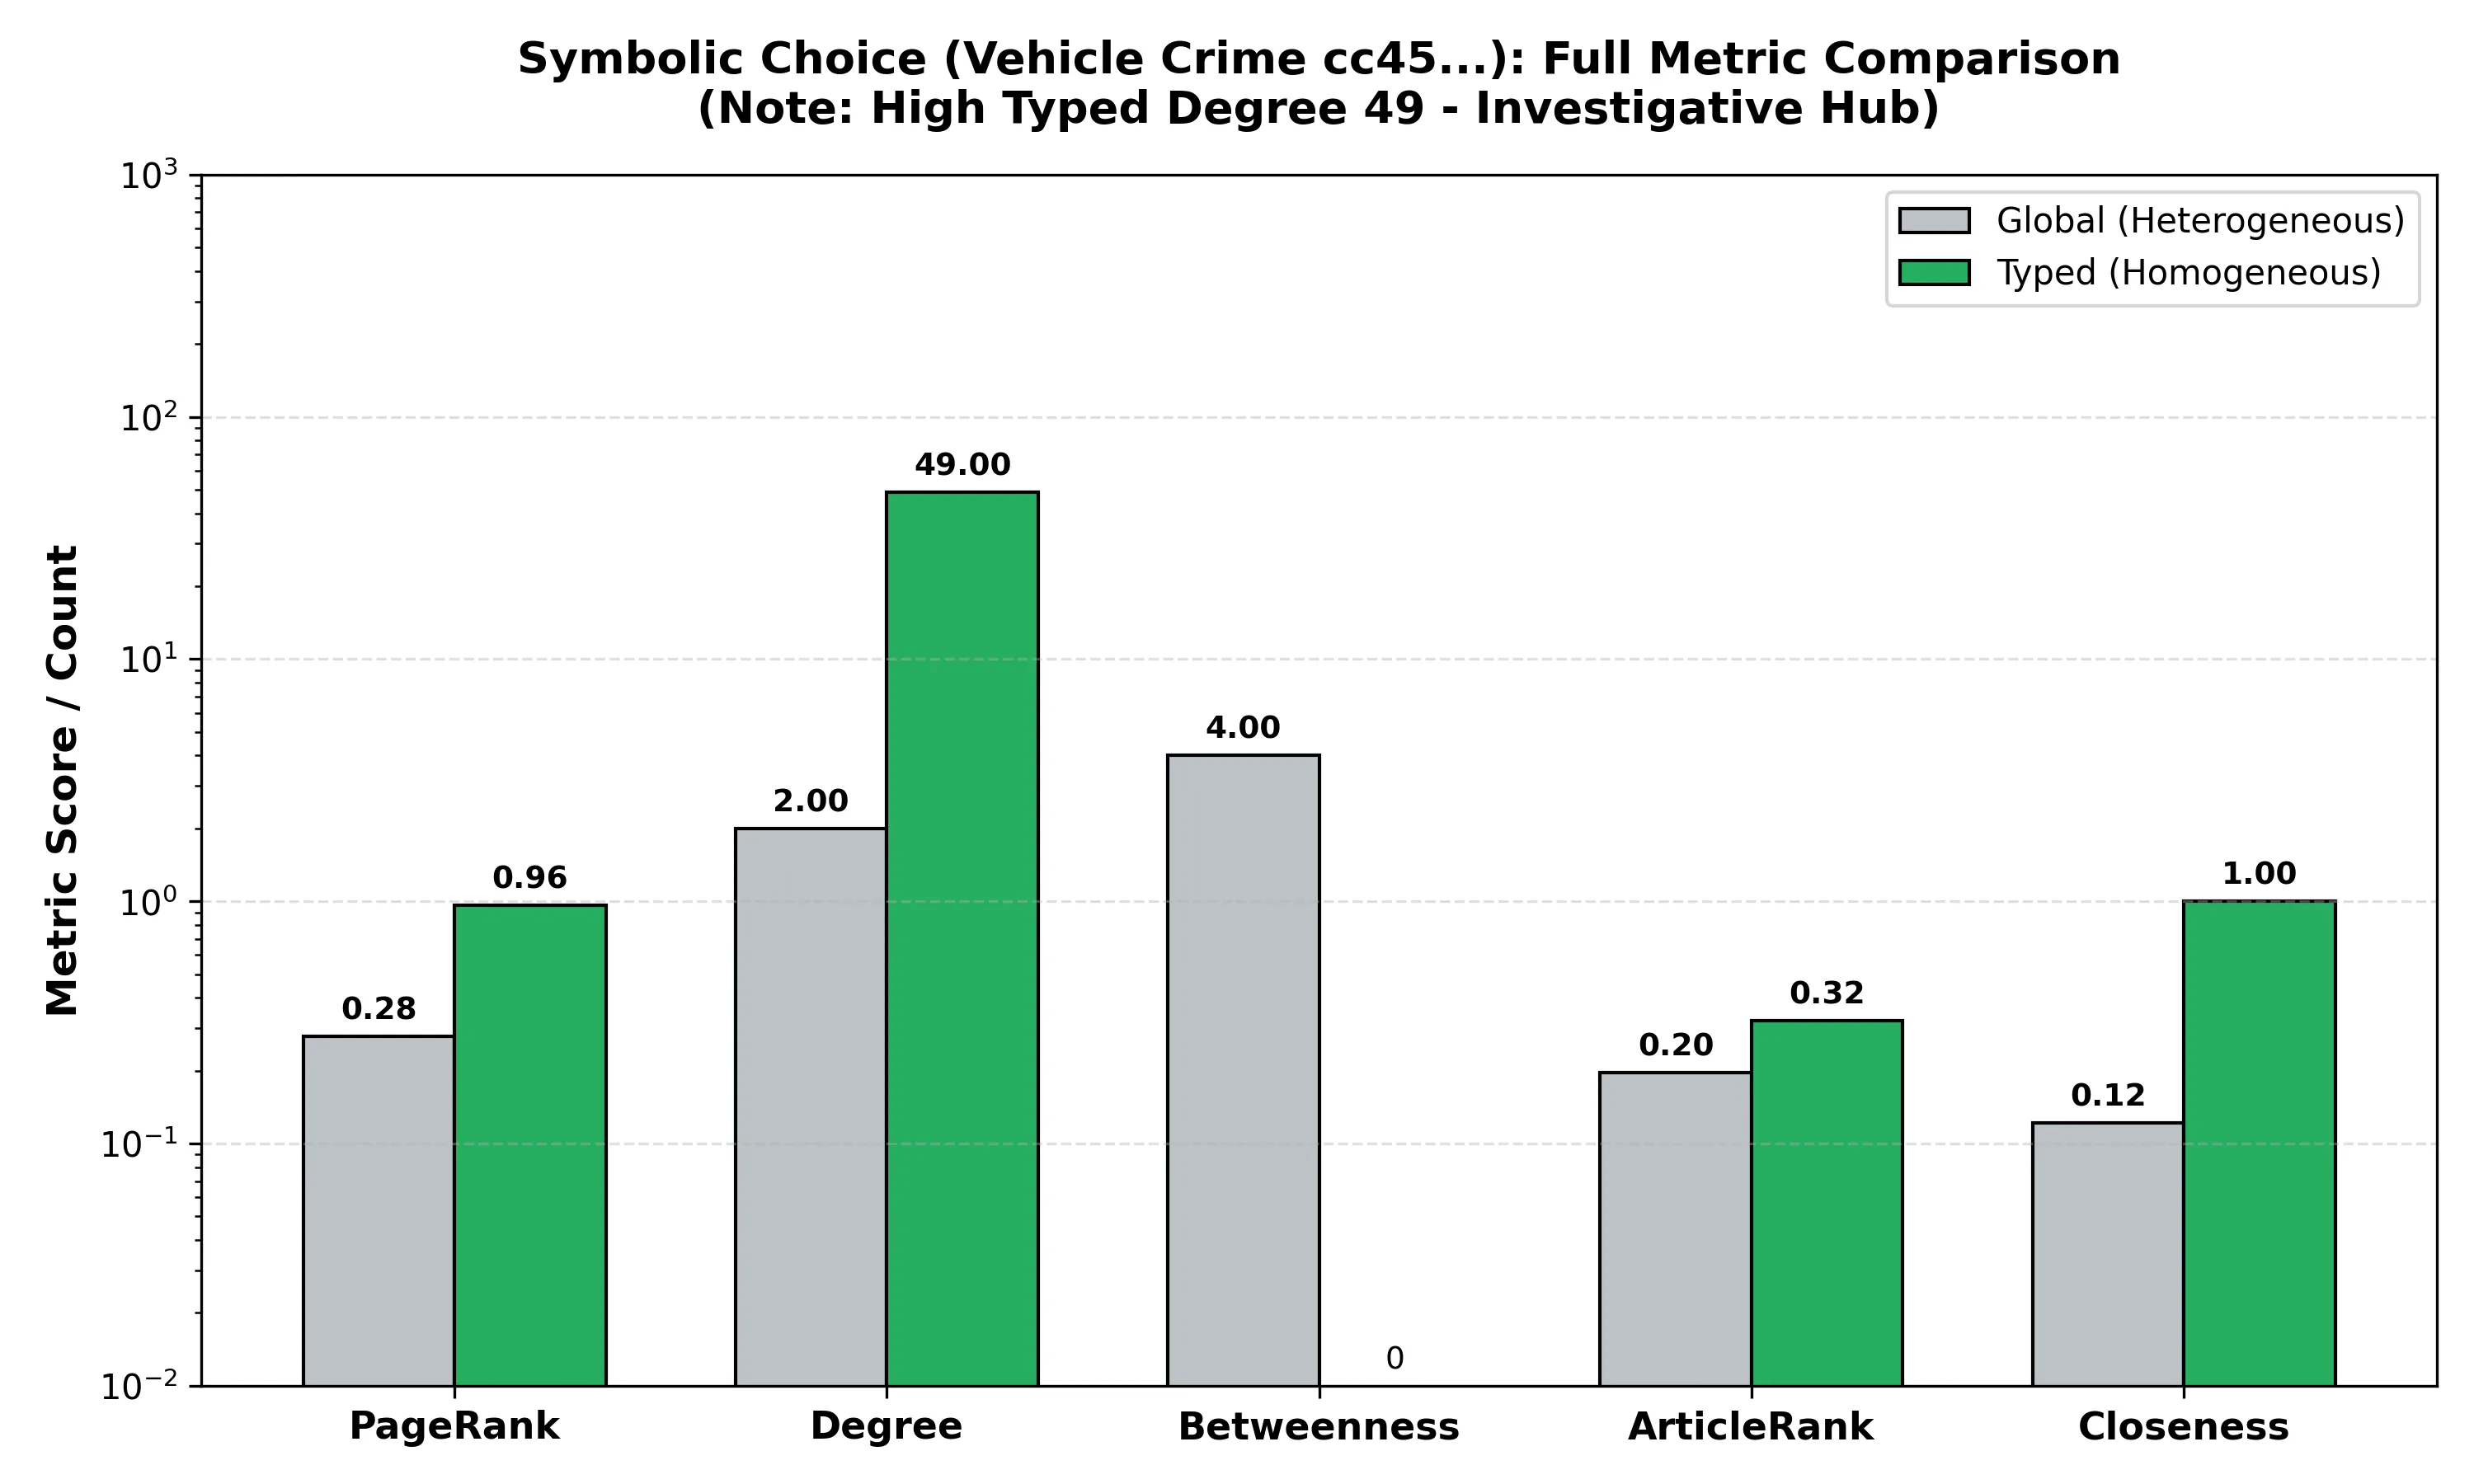 Symbolic Choice (Vehicle Crime cc45...): Full Metric Comparison
(Note: High Typed Degree 49 - Investigative Hub)
Metric Score / Count
10³
10²
10¹
10⁰
10⁻¹
10⁻²
Global (Heterogeneous)
Typed (Homogeneous)
0.28
0.96
2.00
49.00
4.00
0
0.20
0.32
0.12
1.00
PageRank
Degree
Betweenness
ArticleRank
Closeness